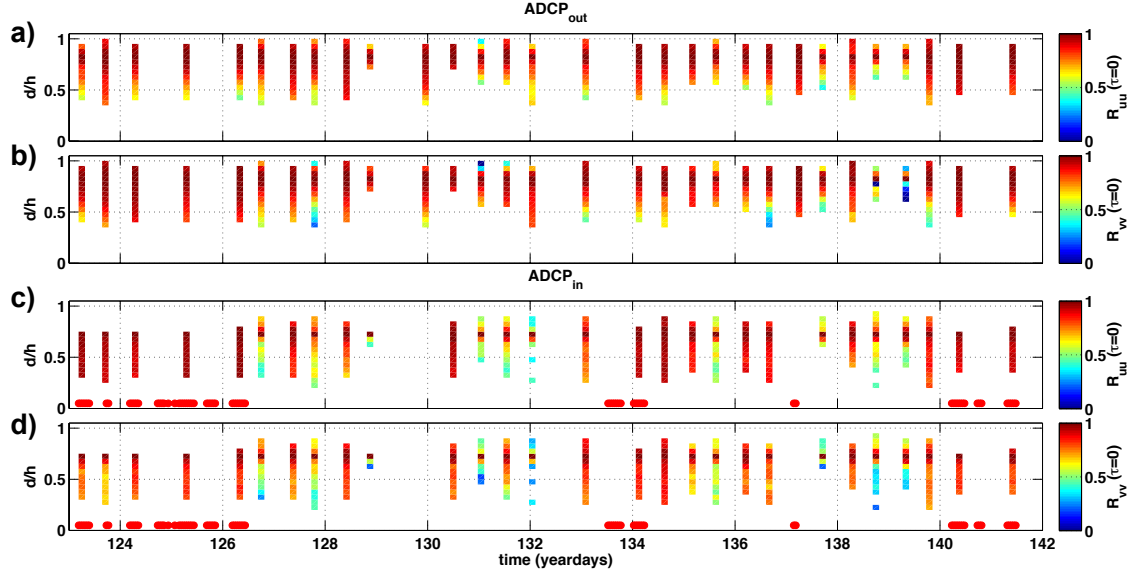 ADCP_out
a)
1
0.5
0
d/h
1
0.5
0
R_uu (τ=0)
b)
1
0.5
0
d/h
1
0.5
0
R_vv (τ=0)
ADCP_in
c)
1
0.5
0
d/h
1
0.5
0
R_uu (τ=0)
d)
1
0.5
0
d/h
1
0.5
0
R_vv (τ=0)
124 126 128 130 132 134 136 138 140 142
time (yeardays)